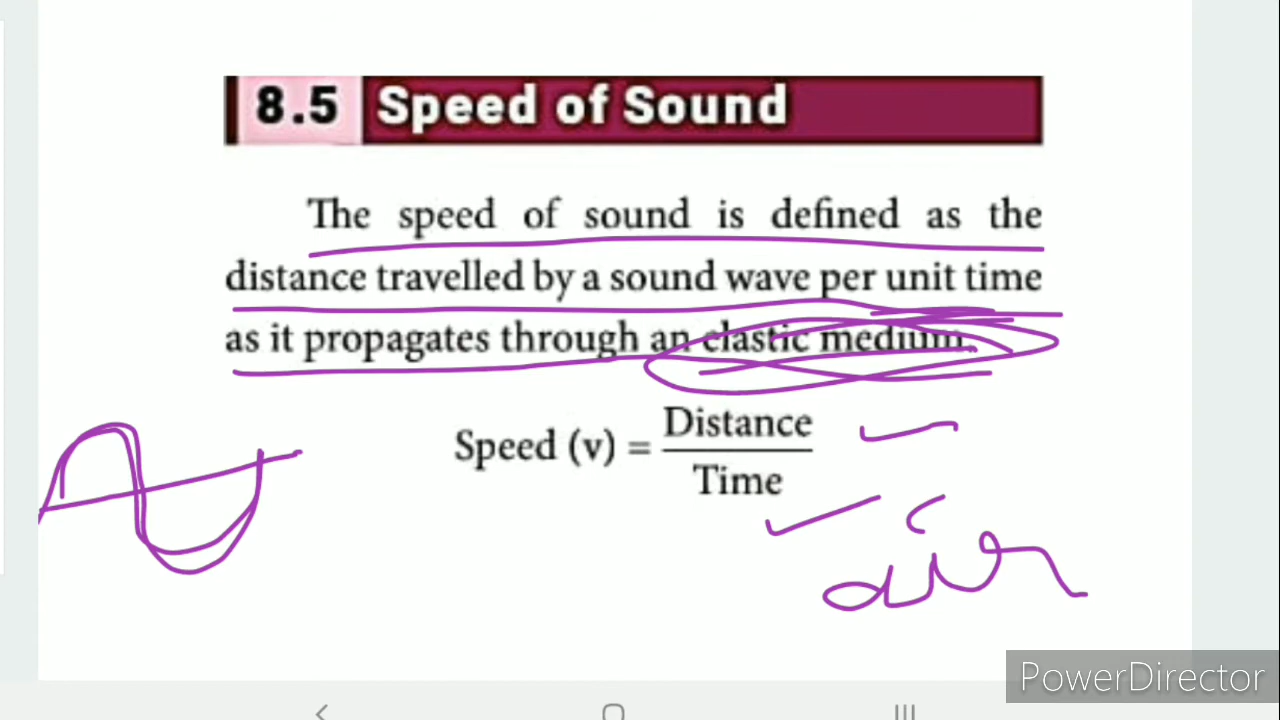 8.5 Speed of Sound
The speed of sound is defined as the
distance travelled by a sound wave per unit time
as it propagates through an elastic medium.
Speed (v) = Distance
Time
air
PowerDirector